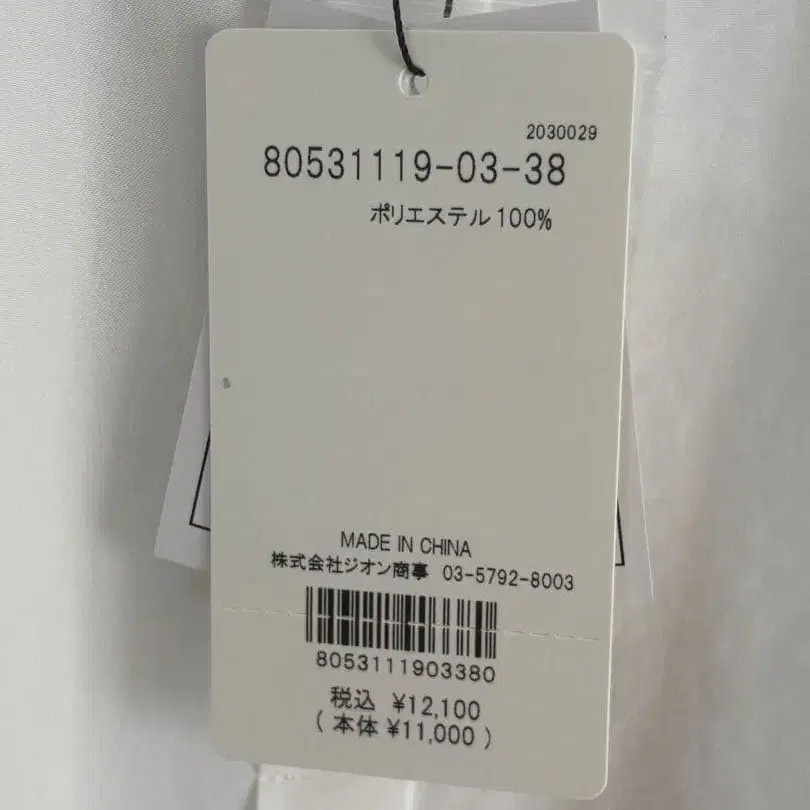 2030029
80531119-03-38
ポリエステル100%
MADE IN CHINA
株式会社ジオン商事 03-5792-8003
8053111903380
税込 ¥12,100
( 本体 ¥11,000 )